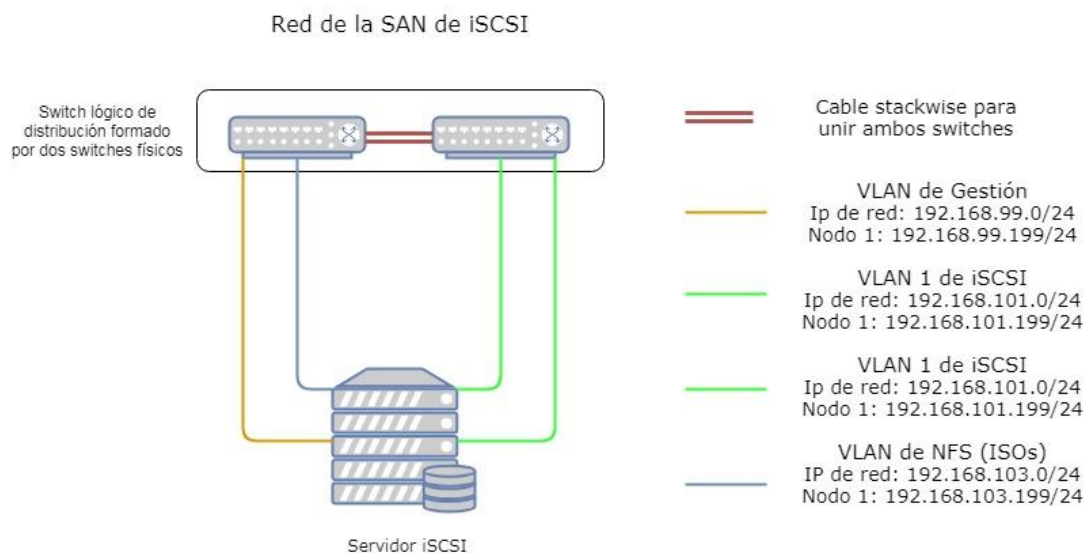 Red de la SAN de iSCSI
Switch lógico de
distribución formado
por dos switches físicos
Cable stackwise para
unir ambos switches
VLAN de Gestión
Ip de red: 192.168.99.0/24
Nodo 1: 192.168.99.199/24
VLAN 1 de iSCSI
Ip de red: 192.168.101.0/24
Nodo 1: 192.168.101.199/24
VLAN 1 de iSCSI
Ip de red: 192.168.101.0/24
Nodo 1: 192.168.101.199/24
VLAN de NFS (ISOs)
IP de red: 192.168.103.0/24
Nodo 1: 192.168.103.199/24
Servidor iSCSI